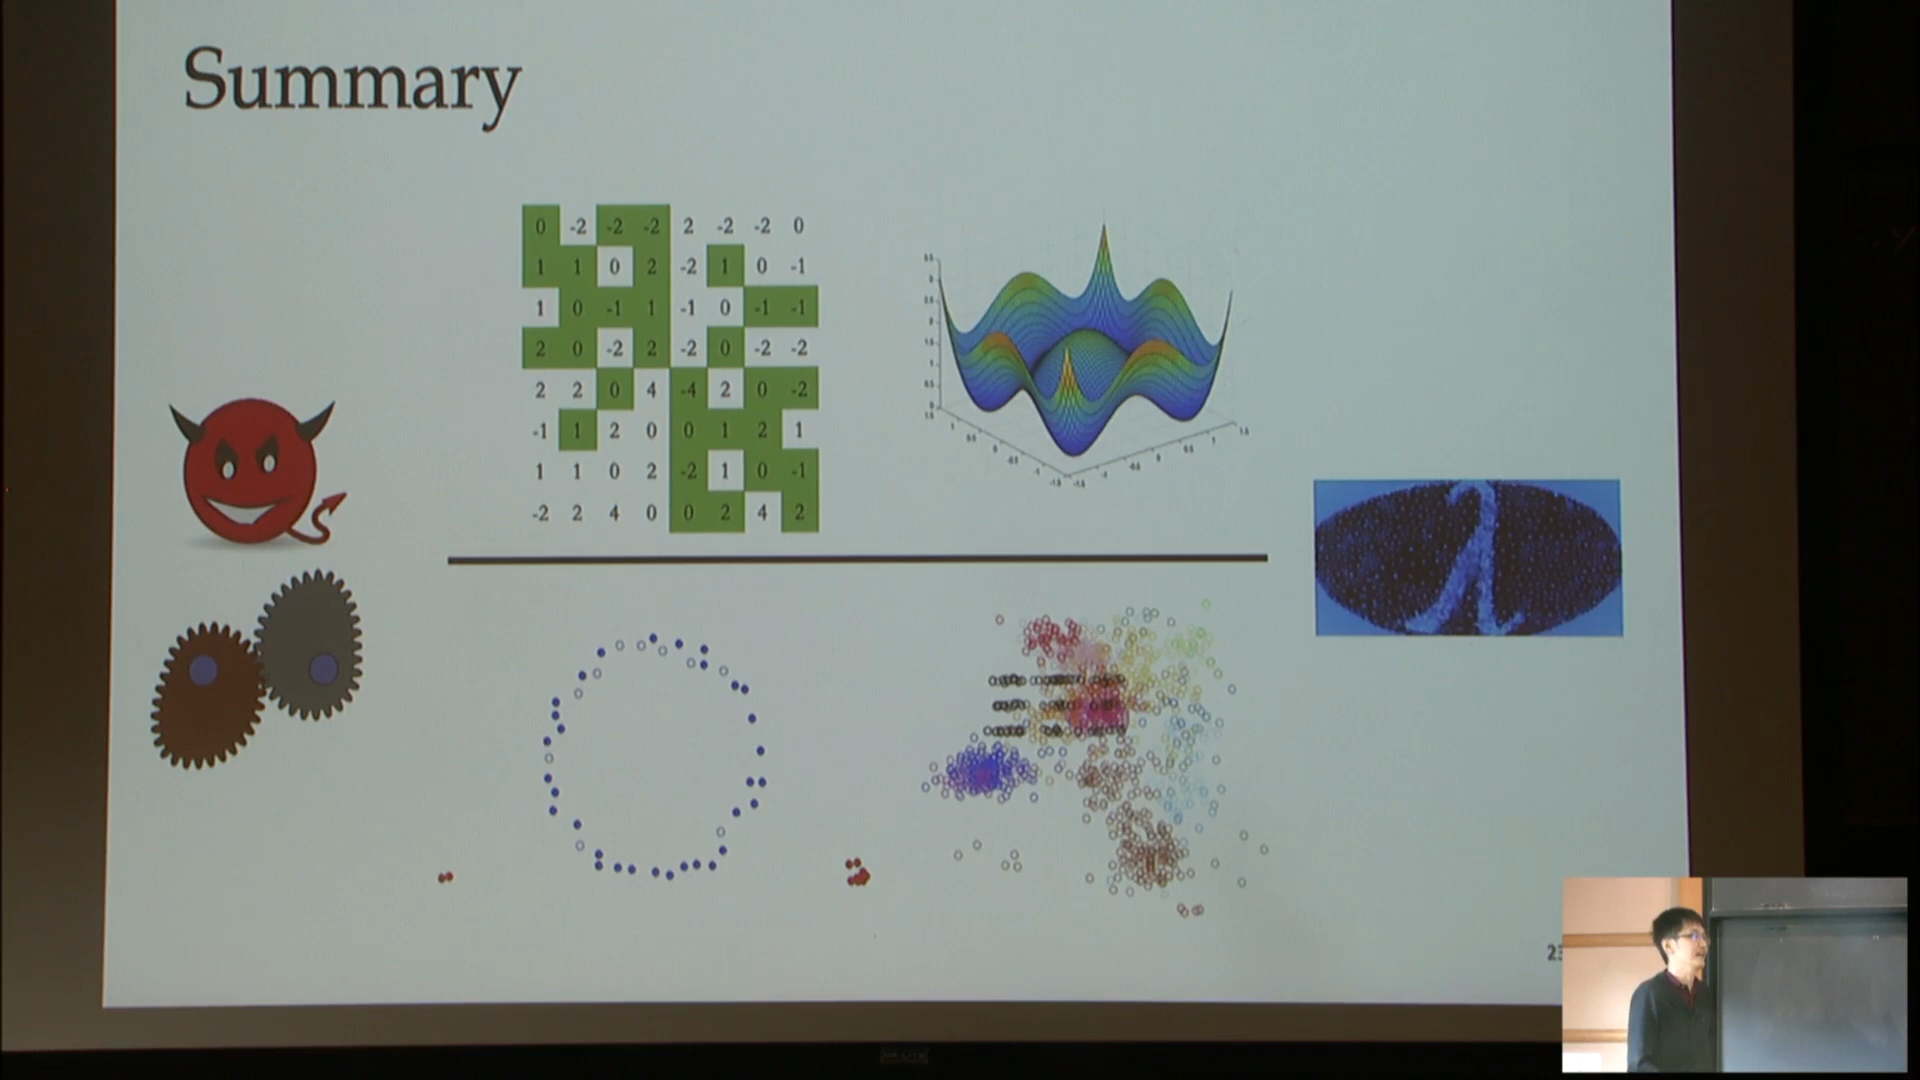 Summary
0 -2 -2 -2 2 -2 -2 0
1 1 0 2 -2 1 0 -1
1 0 -1 1 -1 0 -1 -1
2 0 -2 2 -2 0 -2 -2
2 2 0 4 -4 2 0 -2
-1 1 2 0 0 1 2 1
1 1 0 2 -2 1 0 -1
-2 2 4 0 0 2 4 2